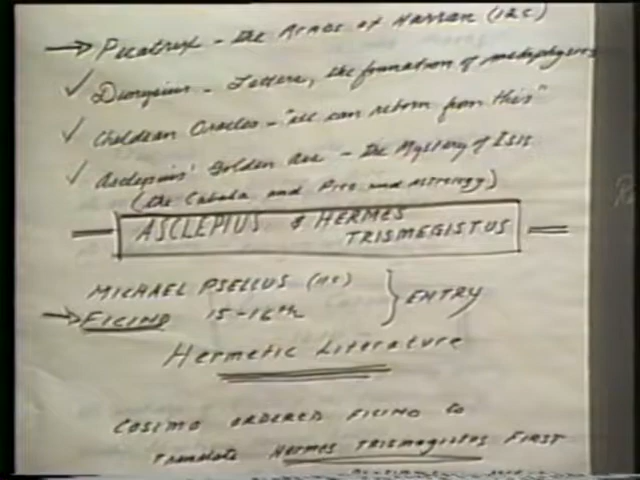 → Picatrix - the Arabs of Harran (12C)
✓ Dionysius - Letters, the formation of metaphysics
✓ Chaldean Oracles - "all can return from this"
✓ Asclepius' Golden Ass - the Mystery of Isis
(the Cabala and Pico and astrology)
ASCLEPIUS & HERMES
TRISMEGISTUS
MICHAEL PSELLUS (11C)
→ FICINO 15-16th } ENTRY
Hermetic Literature
COSIMO ORDERED FICINO to
translate HERMES TRISMEGISTUS FIRST